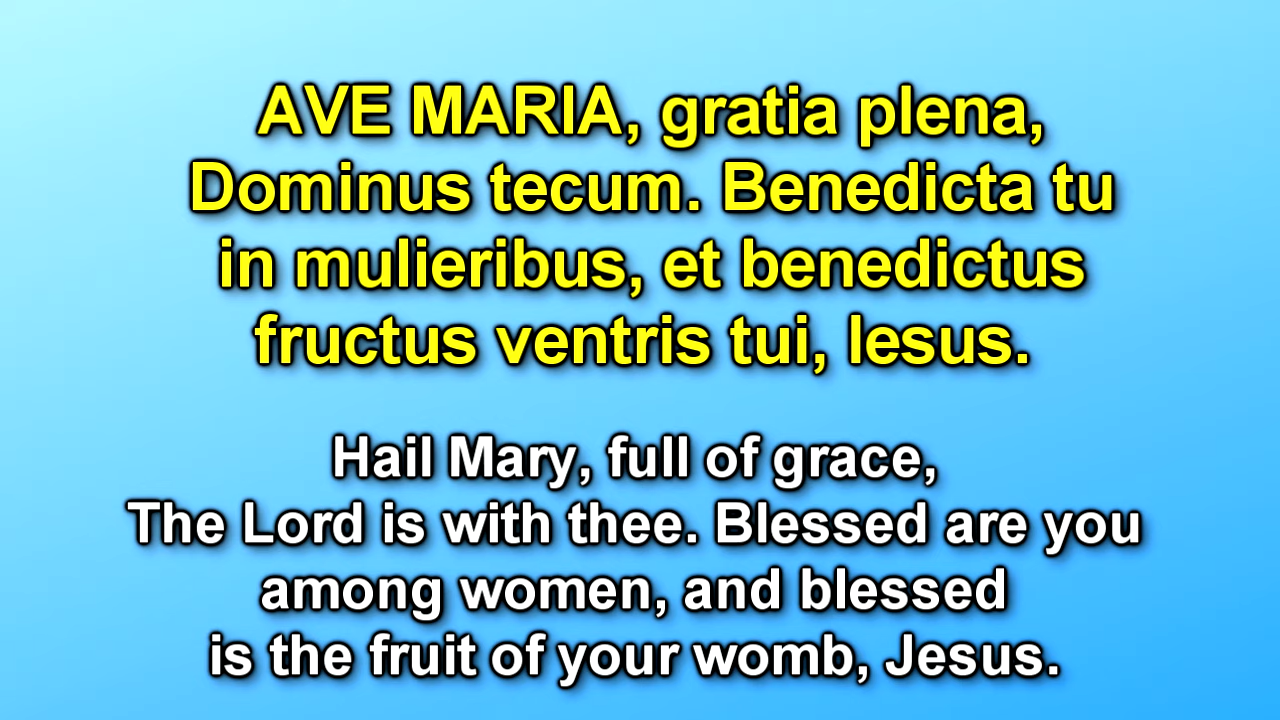 AVE MARIA, gratia plena,
Dominus tecum. Benedicta tu
in mulieribus, et benedictus
fructus ventris tui, Iesus.
Hail Mary, full of grace,
The Lord is with thee. Blessed are you
among women, and blessed
is the fruit of your womb, Jesus.